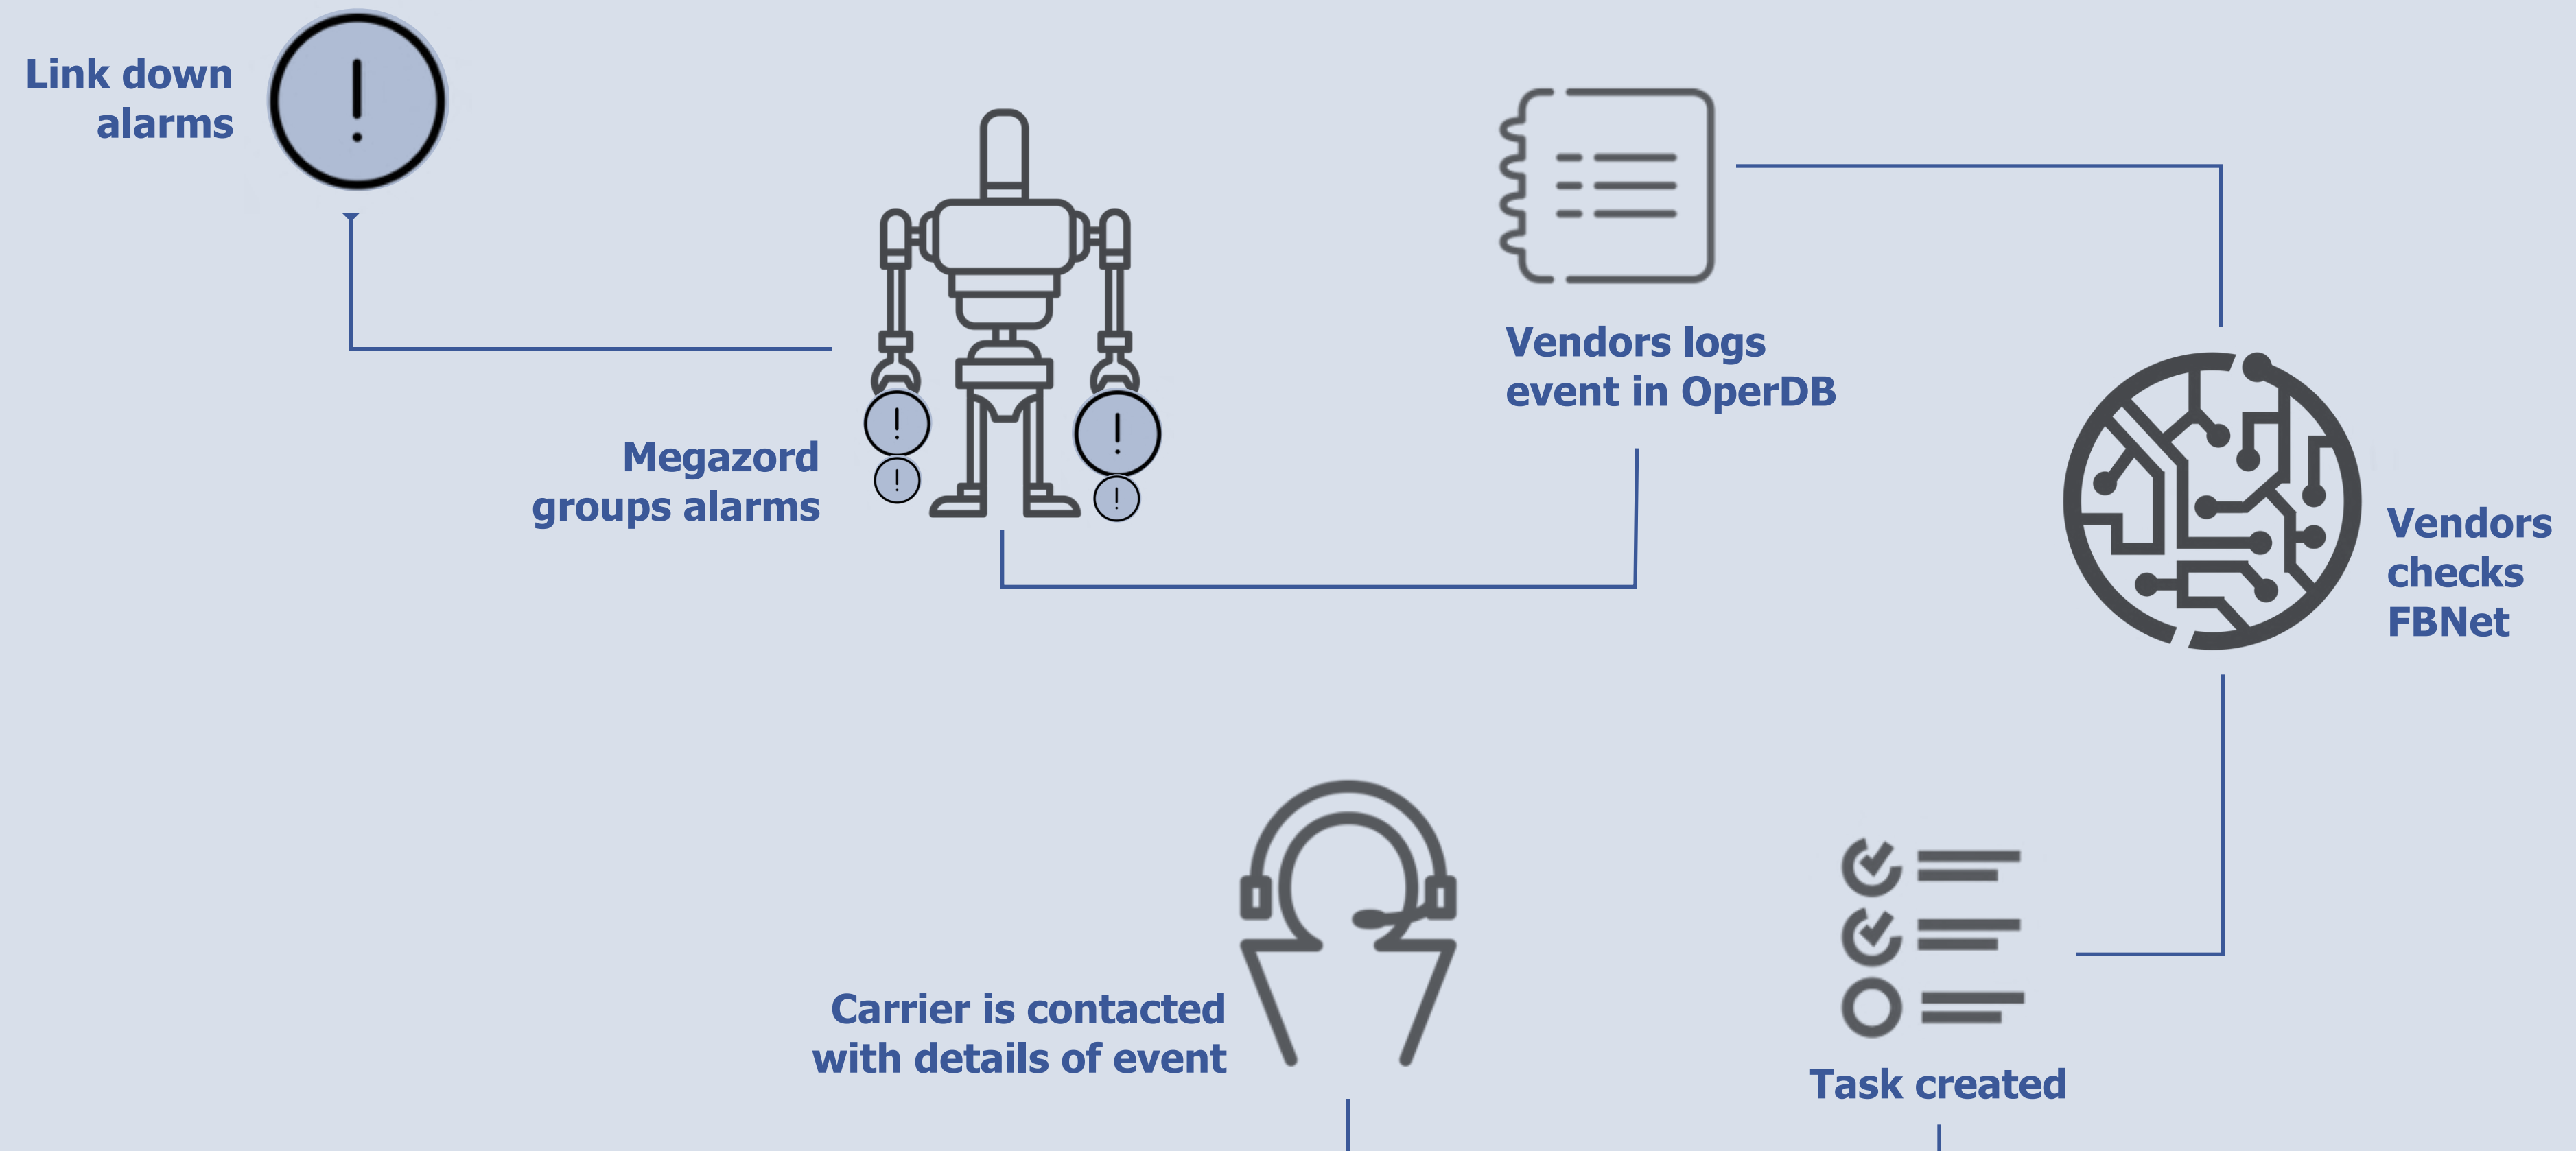 Link down
alarms
Megazord
groups alarms
Vendors logs
event in OperDB
Vendors
checks
FBNet
Task created
Carrier is contacted
with details of event